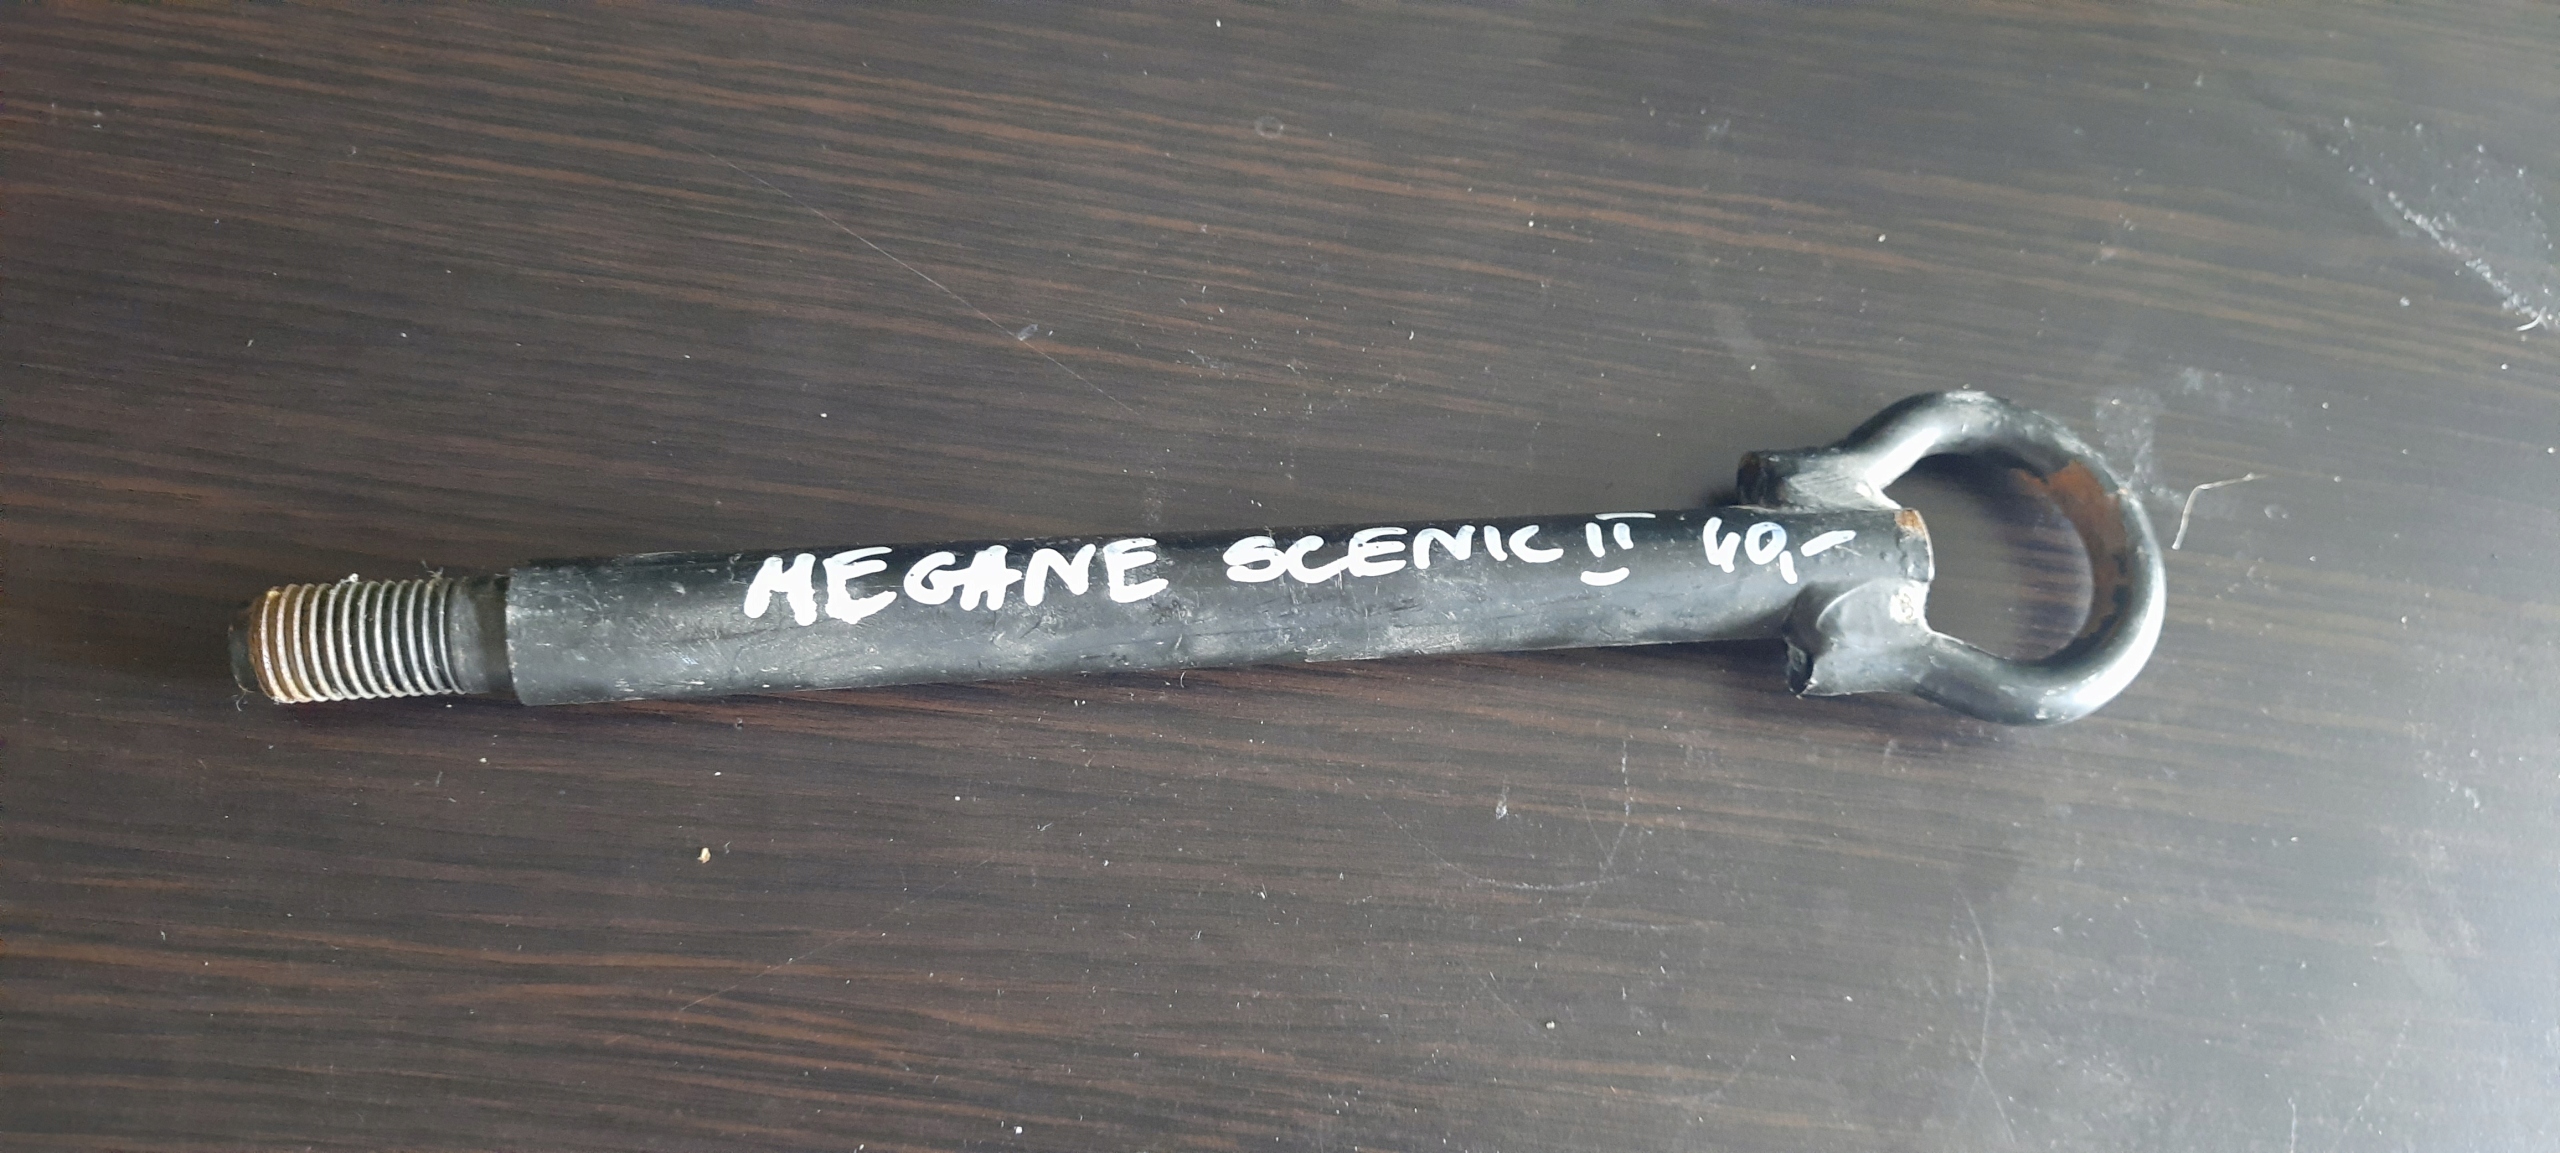 MEGANE SCENIC II 40,-